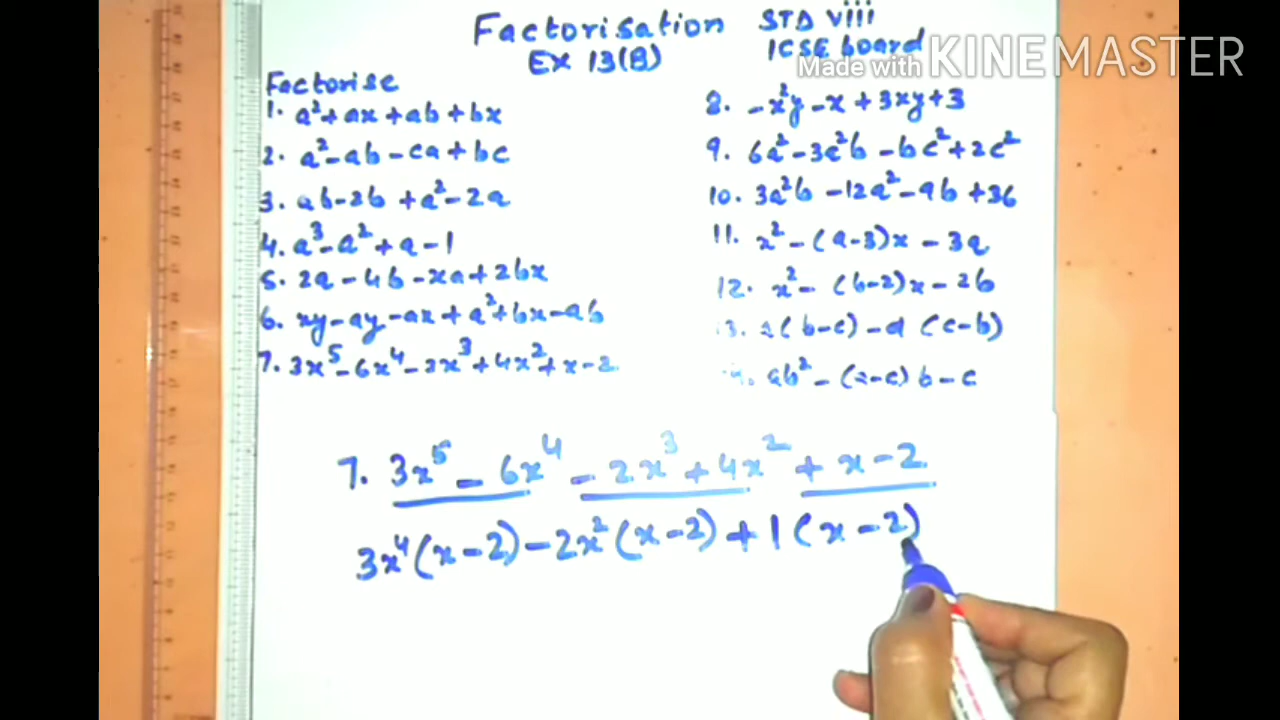 Factorisation STD viii
EX 13(B) ICSE board
Made with KINEMASTER
Factorise
1. a²+ax+ab+bx
2. a²-ab-ca+bc
3. ab-2b+a²-2a
4. a³-a²+a-1
5. 2a-4b-xa+2bx
6. xy-ay-ax+a²+bx-ab
7. 3x⁵-6x⁴-2x³+4x²+x-2
8. -x²y-x+3xy+3
9. 6a²-3a²b-bc²+2c²
10. 3a²b-12a²-9b+36
11. x²-(a-3)x-3a
12. x²-(b-2)x-2b
3. (b-c)-d(c-b)
ab²-(a-c)b-c
7. 3x⁵-6x⁴-2x³+4x²+x-2
3x⁴(x-2)-2x²(x-2)+1(x-2)